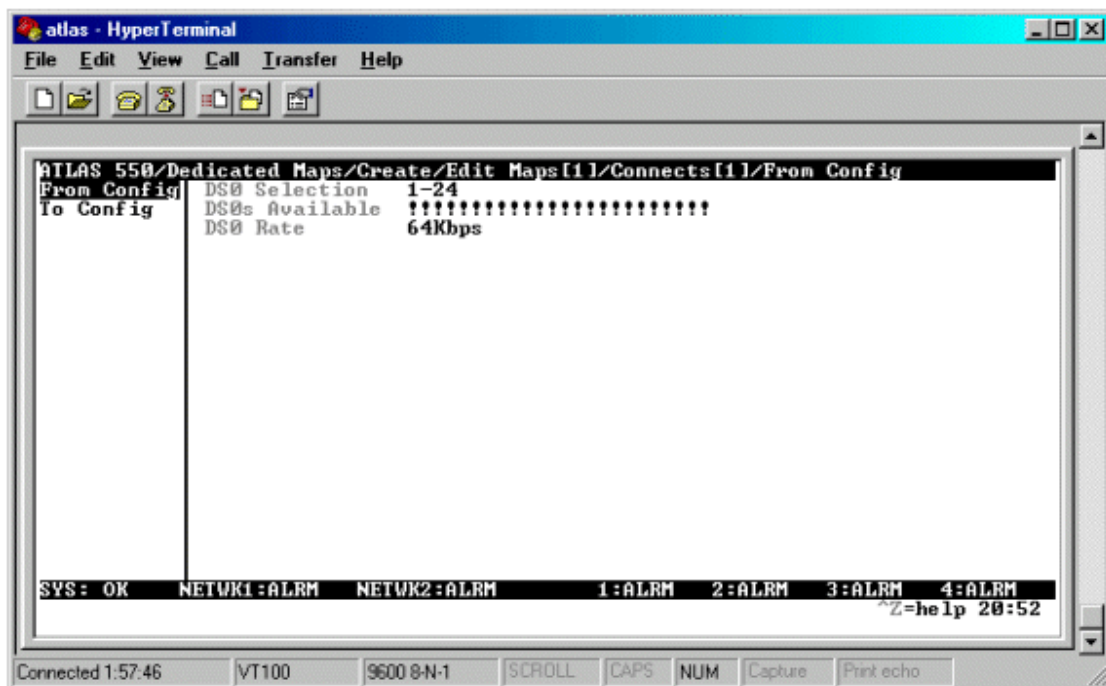 atlas - HyperTerminal
File Edit View Call Transfer Help
ATLAS 550/Dedicated Maps/Create/Edit Maps[1]/Connects[1]/From Config
From Config DS0 Selection 1-24
To Config DS0s Available !!!!!!!!!!!!!!!!!!!!!!!!
DS0 Rate 64Kbps
SYS: OK NETWK1:ALRM NETWK2:ALRM 1:ALRM 2:ALRM 3:ALRM 4:ALRM
^Z=help 20:52
Connected 1:57:46 VT100 9600 8-N-1 SCROLL CAPS NUM Capture Print echo